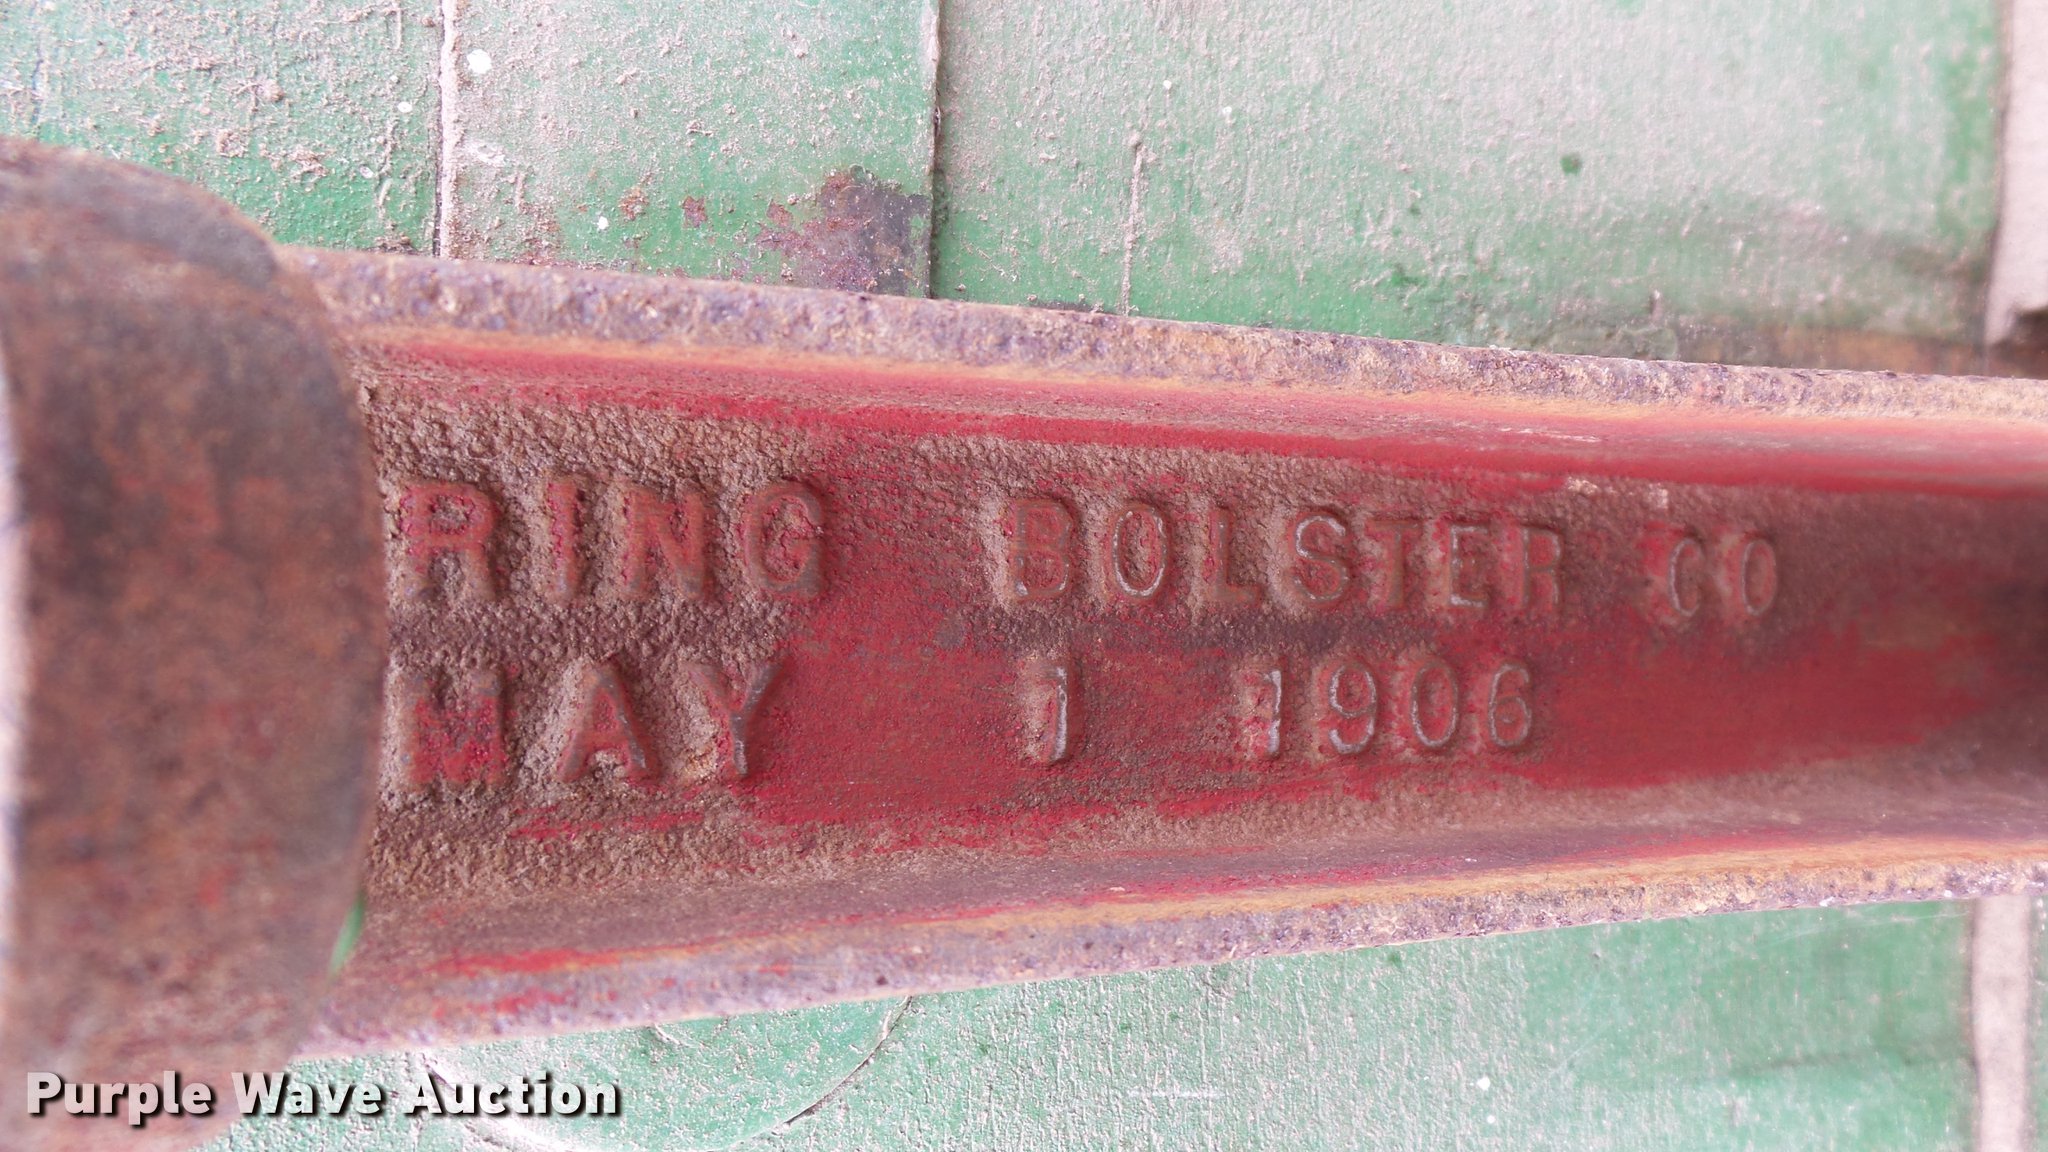 RING BOLSTER CO
MAY 1 1906
Purple Wave Auction